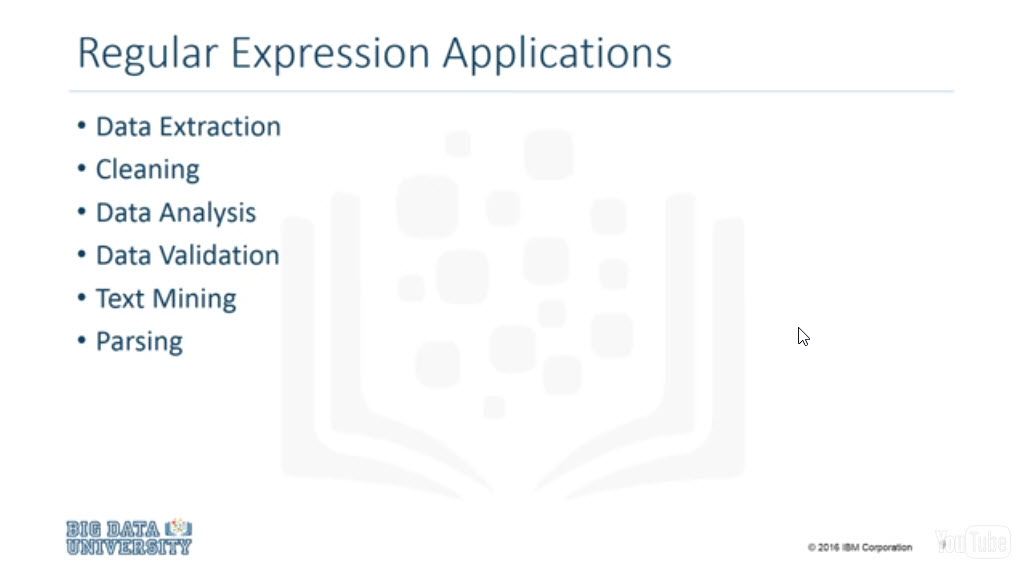 Regular Expression Applications
• Data Extraction
• Cleaning
• Data Analysis
• Data Validation
• Text Mining
• Parsing
BIG DATA
UNIVERSITY
© 2016 IBM Corporation
YouTube